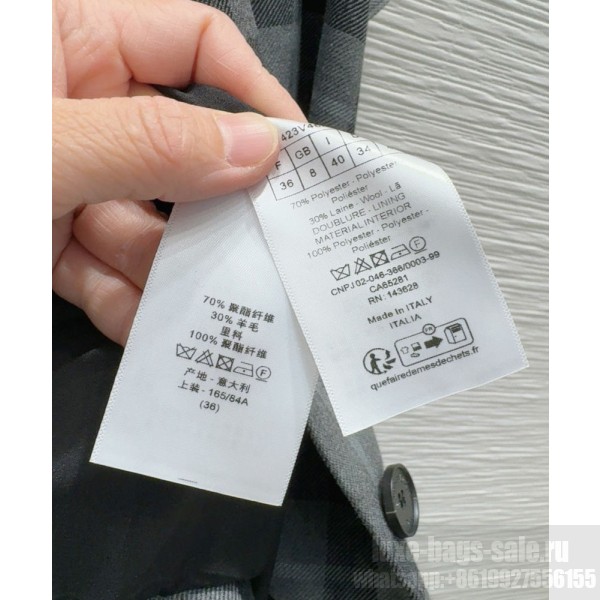 423V4
F GB I
36 8 40 34
70% Polyester - Polyester -
Poliéster
30% Laine - Wool - Lã
DOUBLURE - LINING
MATERIAL INTERIOR
100% Polyester - Polyester -
Poliéster
CNPJ 02-046-366/0003-99
CA65281
RN: 143628
Made In ITALY
ITALIA
FR
quefairedemesdechets.fr
70% 聚酯纤维
30% 羊毛
里料
100% 聚酯纤维
产地 - 意大利
上装 - 165/84A
(36)
luxe-bags-sale.ru
whatsapp:+8619927556155